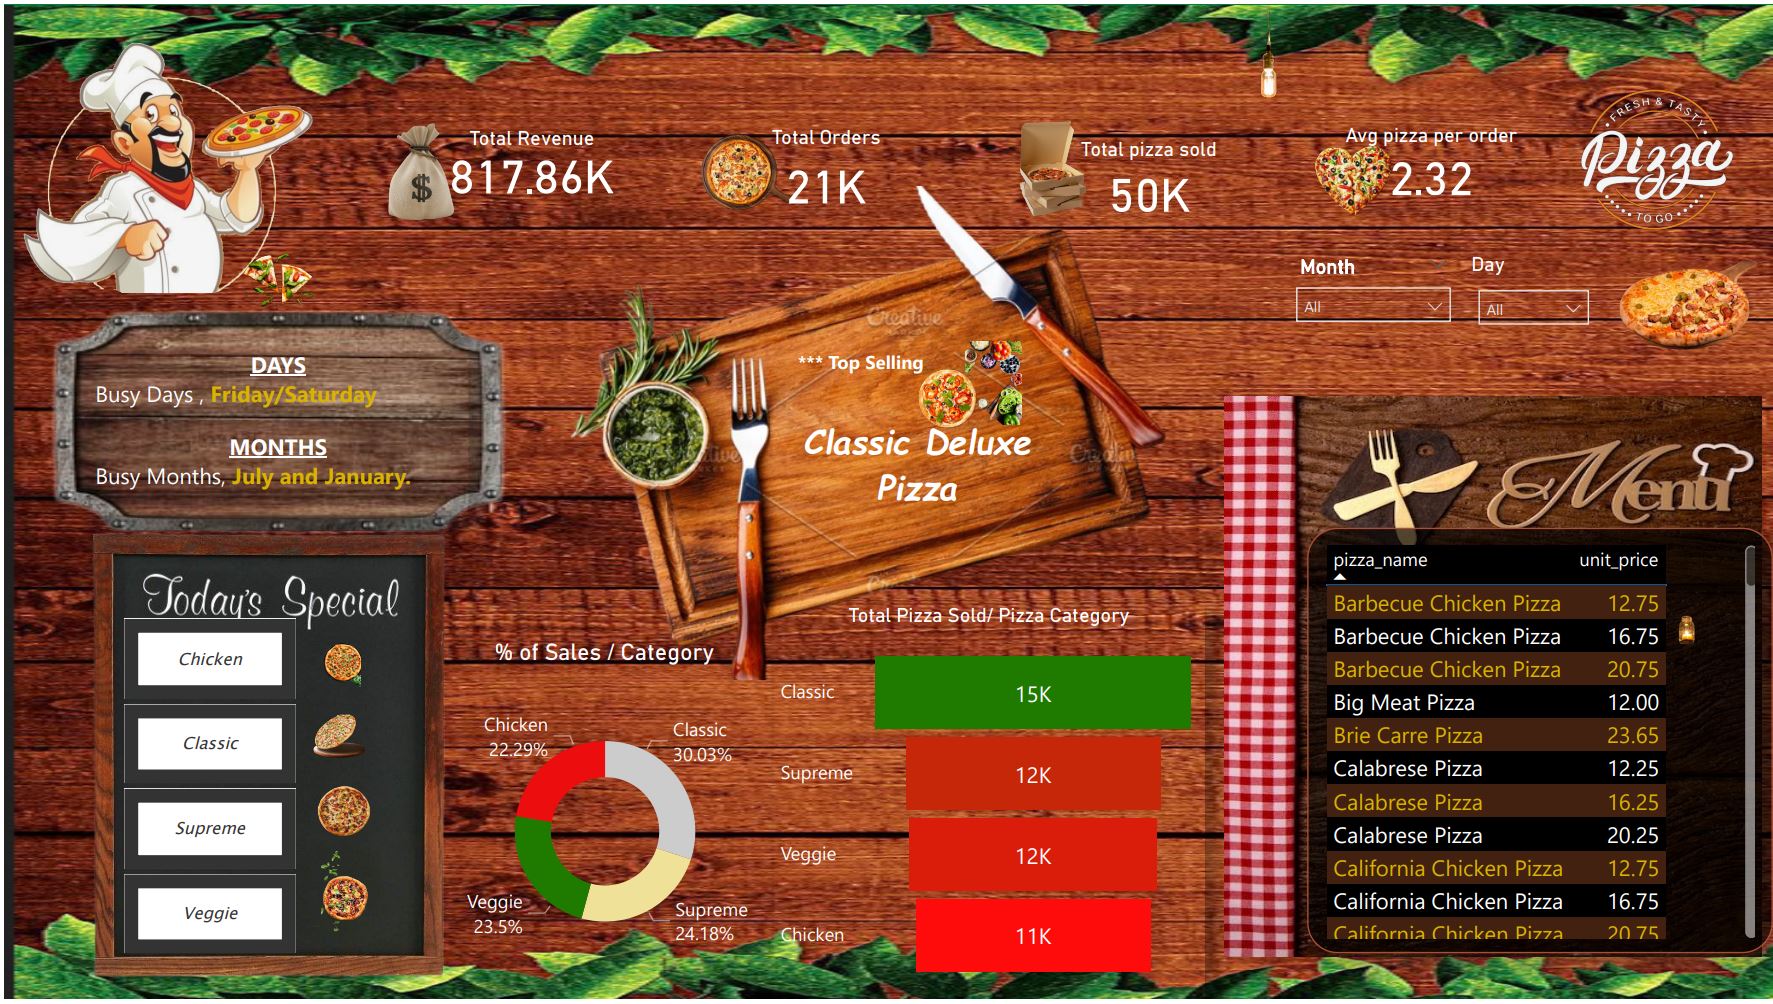 Total Revenue
817.86K
Total Orders
21K
Total pizza sold
50K
Avg pizza per order
2.32
FRESH & TASTY
Pizza
TO GO
Month
Day
All
All
DAYS
Busy Days , Friday/Saturday
MONTHS
Busy Months, July and January.
*** Top Selling
Classic Deluxe
Pizza
Creative
Creative
Creative
Today's Special
Chicken
Classic
Supreme
Veggie
% of Sales / Category
Chicken
22.29%
Classic
30.03%
Veggie
23.5%
Supreme
24.18%
Total Pizza Sold/ Pizza Category
Classic
15K
Supreme
12K
Veggie
12K
Chicken
11K
$
Menu
pizza_name unit_price
Barbecue Chicken Pizza 12.75
Barbecue Chicken Pizza 16.75
Barbecue Chicken Pizza 20.75
Big Meat Pizza 12.00
Brie Carre Pizza 23.65
Calabrese Pizza 12.25
Calabrese Pizza 16.25
Calabrese Pizza 20.25
California Chicken Pizza 12.75
California Chicken Pizza 16.75
California Chicken Pizza 20.75